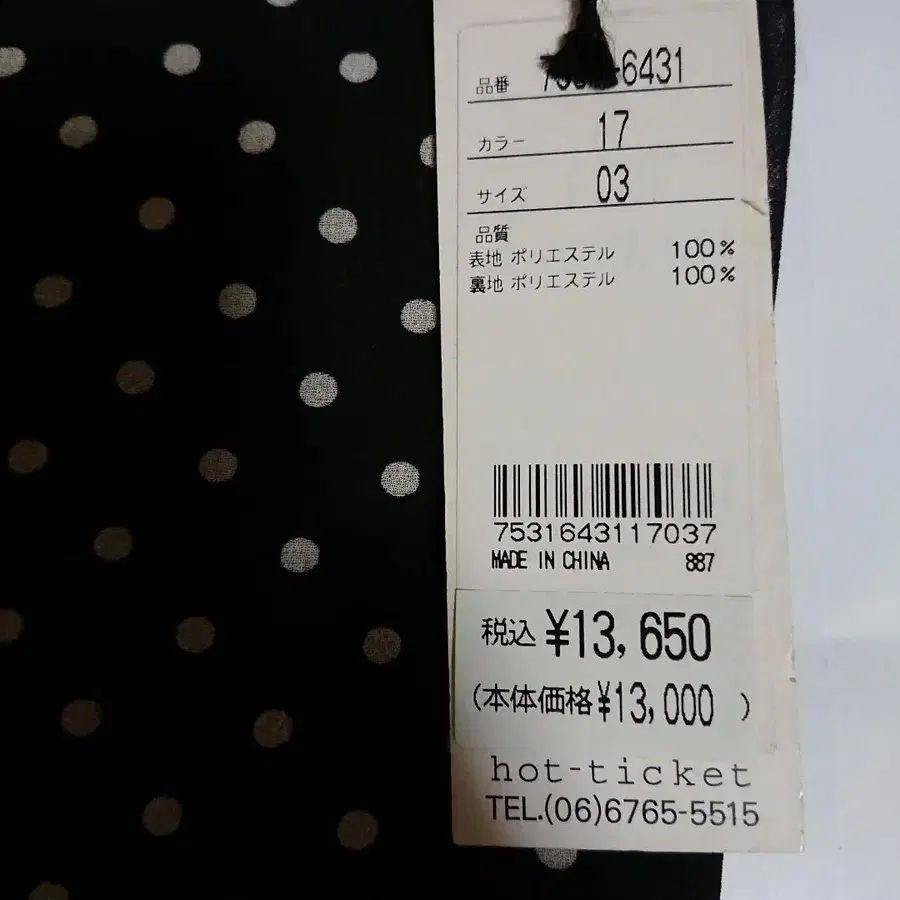 品番 6431
カラー 17
サイズ 03
品質
表地 ポリエステル 100%
裏地 ポリエステル 100%
7531643117037
MADE IN CHINA 887
税込 ¥13,650
(本体価格¥13,000 )
hot-ticket
TEL.(06)6765-5515